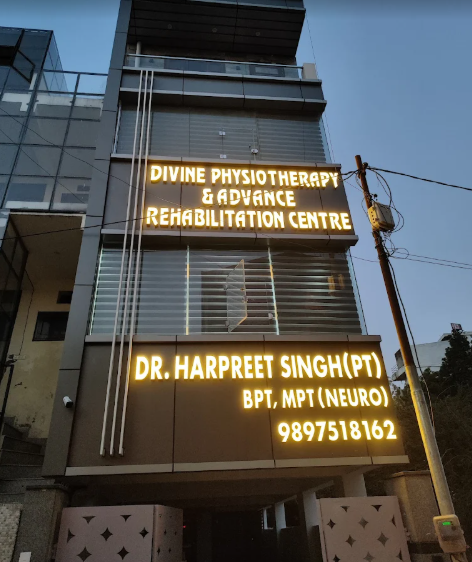 DIVINE PHYSIOTHERAPY
& ADVANCE
REHABILITATION CENTRE
DR. HARPREET SINGH(PT)
BPT, MPT (NEURO)
9897518162